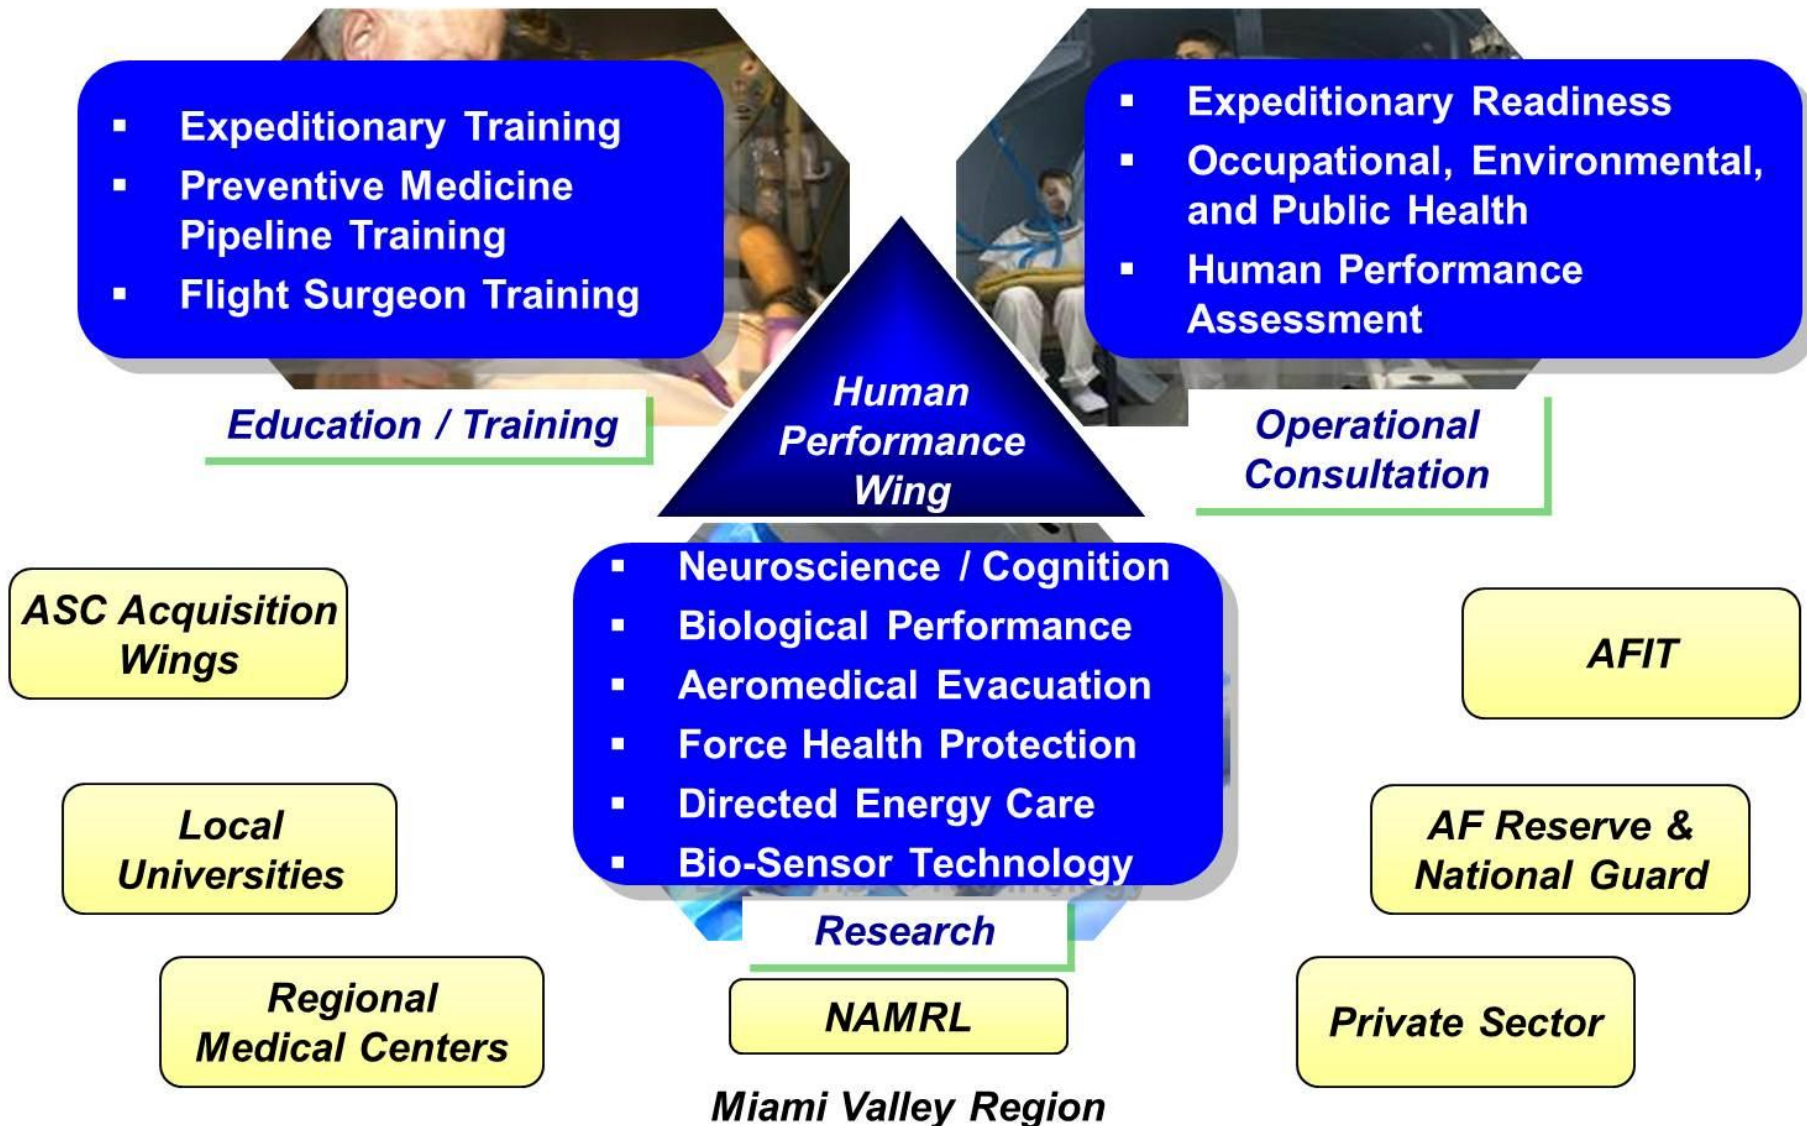 ▪ Expeditionary Training
▪ Preventive Medicine
Pipeline Training
▪ Flight Surgeon Training
Education / Training
▪ Expeditionary Readiness
▪ Occupational, Environmental,
and Public Health
▪ Human Performance
Assessment
Operational
Consultation
Human
Performance
Wing
▪ Neuroscience / Cognition
▪ Biological Performance
▪ Aeromedical Evacuation
▪ Force Health Protection
▪ Directed Energy Care
▪ Bio-Sensor Technology
Research
ASC Acquisition
Wings
Local
Universities
Regional
Medical Centers
NAMRL
AFIT
AF Reserve &
National Guard
Private Sector
Miami Valley Region